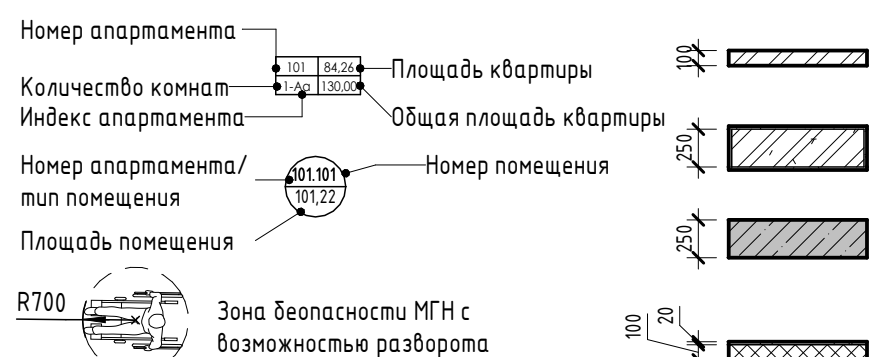 Номер апартамента
101 84,26
Площадь квартиры
Количество комнат
1-Аа 130,00
Индекс апартамента
Общая площадь квартиры
Номер апартамента/
тип помещения
101.101
101,22
Номер помещения
Площадь помещения
R700
Зона беопасности МГН с
возможностью разворота
100
250
250
100
20